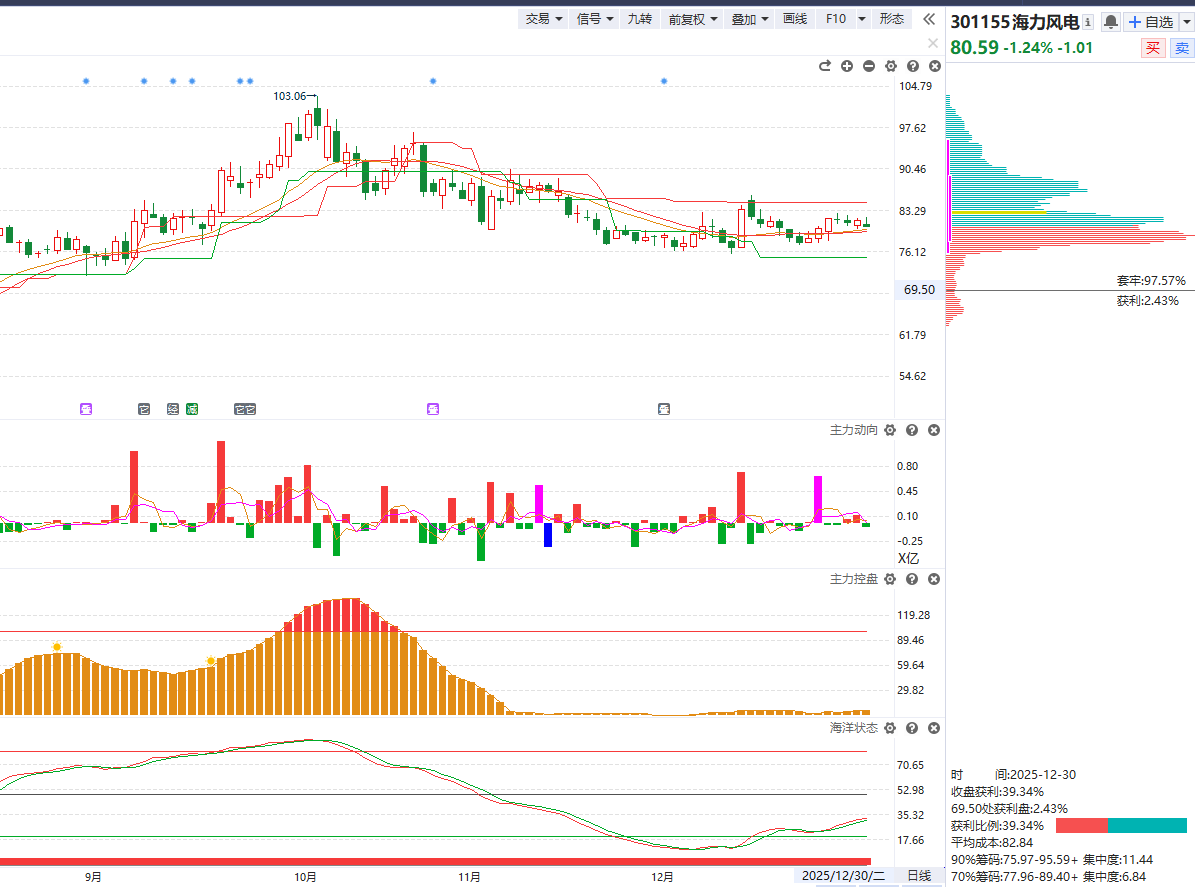 交易 信号 九转 前复权 叠加 画线 F10 形态
301155海力风电 自选
80.59 -1.24% -1.01 买 卖
104.79
103.06
97.62
90.46
83.29
76.12
69.50
61.79
54.62
套牢:97.57%
获利:2.43%
主力动向
0.80
0.45
0.10
-0.25
X亿
主力控盘
119.28
89.46
59.64
29.82
海洋状态
70.65
52.98
35.32
17.66
9月 10月 11月 12月 2025/12/30/二 日线
时 间:2025-12-30
收盘获利:39.34%
69.50处获利盘:2.43%
获利比例:39.34%
平均成本:82.84
90%筹码:75.97-95.59+ 集中度:11.44
70%筹码:77.96-89.40+ 集中度:6.84